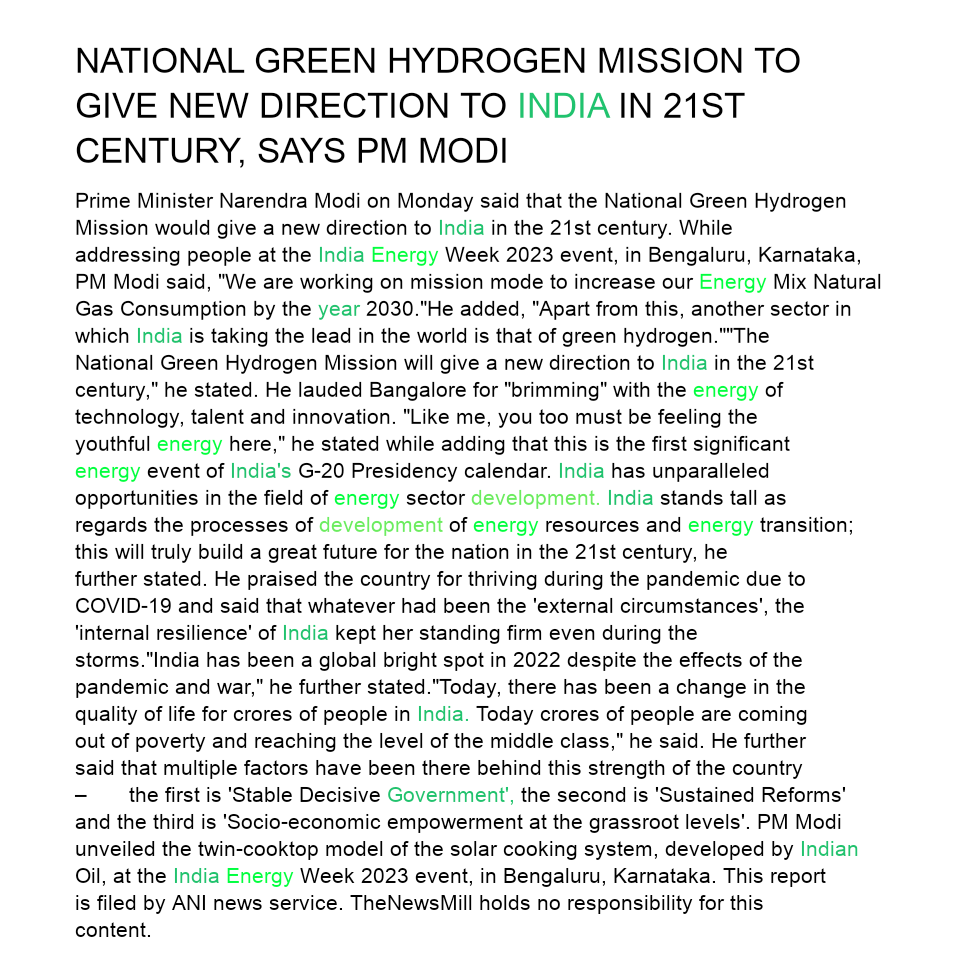 NATIONAL GREEN HYDROGEN MISSION TO
GIVE NEW DIRECTION TO INDIA IN 21ST
CENTURY, SAYS PM MODI
Prime Minister Narendra Modi on Monday said that the National Green Hydrogen
Mission would give a new direction to India in the 21st century. While
addressing people at the India Energy Week 2023 event, in Bengaluru, Karnataka,
PM Modi said, "We are working on mission mode to increase our Energy Mix Natural
Gas Consumption by the year 2030."He added, "Apart from this, another sector in
which India is taking the lead in the world is that of green hydrogen.""The
National Green Hydrogen Mission will give a new direction to India in the 21st
century," he stated. He lauded Bangalore for "brimming" with the energy of
technology, talent and innovation. "Like me, you too must be feeling the
youthful energy here," he stated while adding that this is the first significant
energy event of India's G-20 Presidency calendar. India has unparalleled
opportunities in the field of energy sector development. India stands tall as
regards the processes of development of energy resources and energy transition;
this will truly build a great future for the nation in the 21st century, he
further stated. He praised the country for thriving during the pandemic due to
COVID-19 and said that whatever had been the 'external circumstances', the
'internal resilience' of India kept her standing firm even during the
storms."India has been a global bright spot in 2022 despite the effects of the
pandemic and war," he further stated."Today, there has been a change in the
quality of life for crores of people in India. Today crores of people are coming
out of poverty and reaching the level of the middle class," he said. He further
said that multiple factors have been there behind this strength of the country
– the first is 'Stable Decisive Government', the second is 'Sustained Reforms'
and the third is 'Socio-economic empowerment at the grassroot levels'. PM Modi
unveiled the twin-cooktop model of the solar cooking system, developed by Indian
Oil, at the India Energy Week 2023 event, in Bengaluru, Karnataka. This report
is filed by ANI news service. TheNewsMill holds no responsibility for this
content.